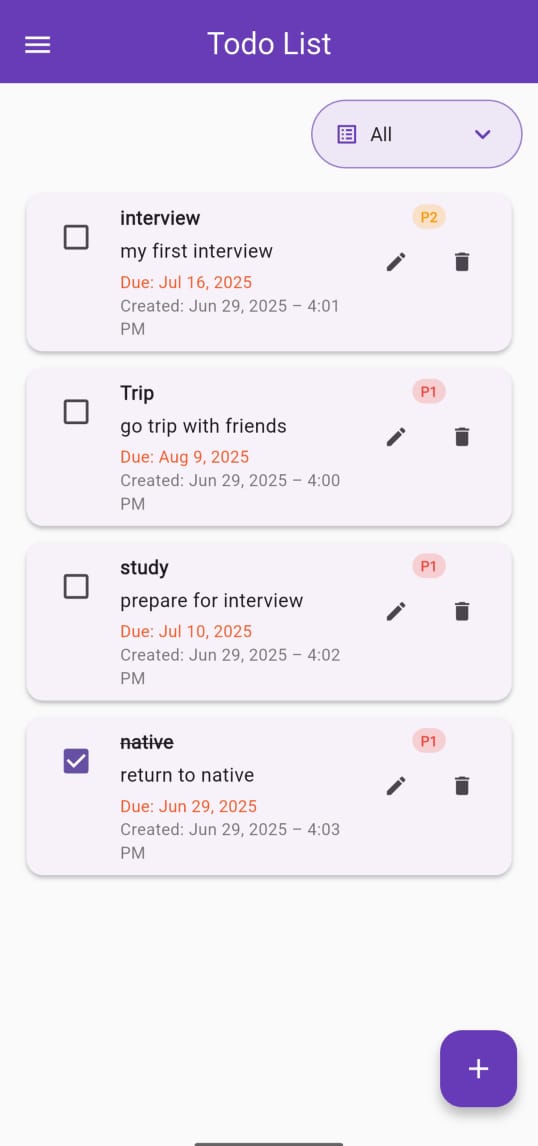 Todo List
All
interview
P2
my first interview
Due: Jul 16, 2025
Created: Jun 29, 2025 – 4:01
PM
Trip
P1
go trip with friends
Due: Aug 9, 2025
Created: Jun 29, 2025 – 4:00
PM
study
P1
prepare for interview
Due: Jul 10, 2025
Created: Jun 29, 2025 – 4:02
PM
native
P1
return to native
Due: Jun 29, 2025
Created: Jun 29, 2025 – 4:03
PM